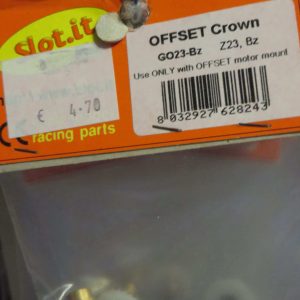 slot.it
OFFSET Crown
GO23-Bz Z23, Bz
Use ONLY with OFFSET motor mount
€ 4.70
8 032927 628243
racing parts